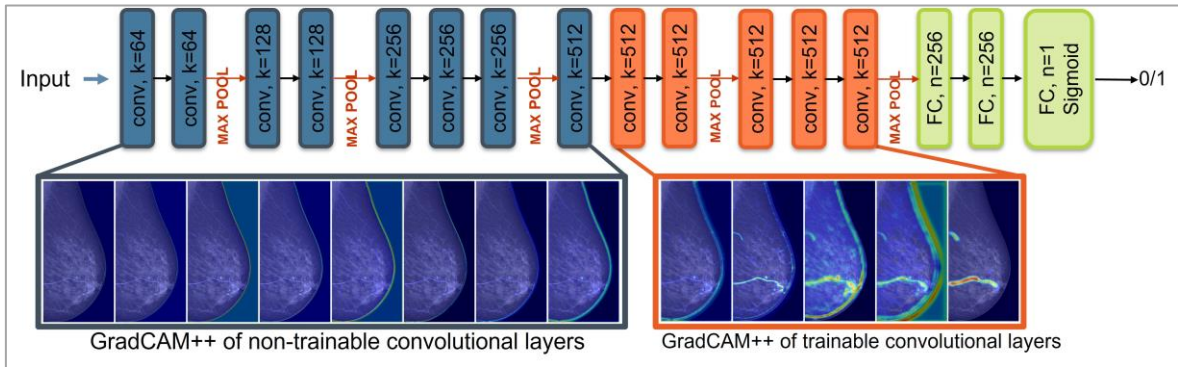 Input
conv, k=64
conv, k=64
MAX POOL
conv, k=128
conv, k=128
MAX POOL
conv, k=256
conv, k=256
conv, k=256
MAX POOL
conv, k=512
conv, k=512
conv, k=512
MAX POOL
conv, k=512
conv, k=512
conv, k=512
MAX POOL
FC, n=256
FC, n=256
FC, n=1
Sigmoid
0/1
GradCAM++ of non-trainable convolutional layers
GradCAM++ of trainable convolutional layers